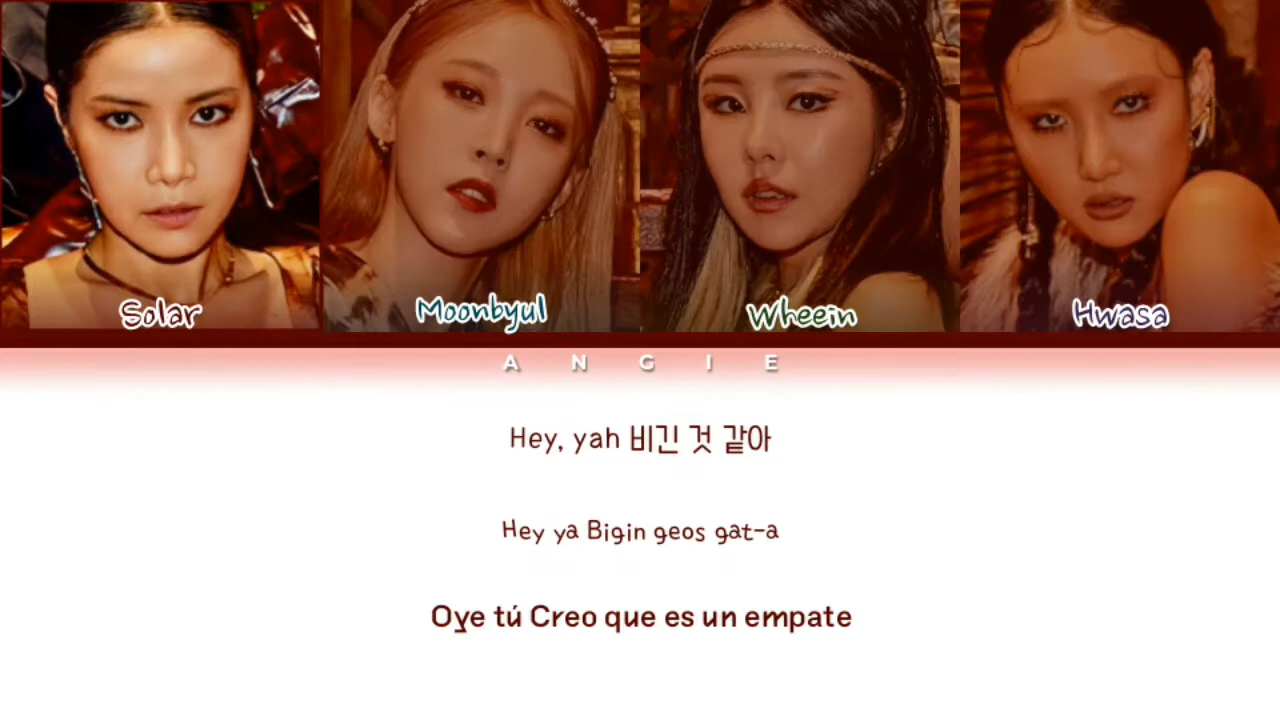 Solar Moonbyul Wheein Hwasa
A N G I E
Hey, yah 비긴 것 같아
Hey ya Bigin geos gat-a
Oye tú Creo que es un empate